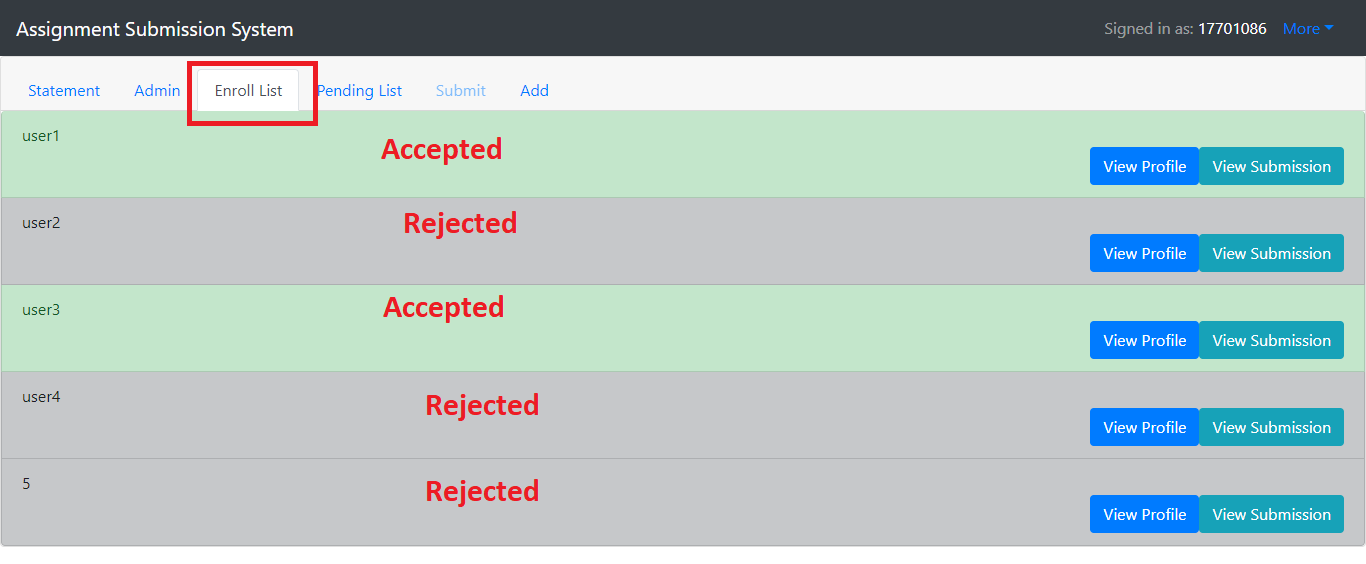 Assignment Submission System Signed in as: 17701086 More
Statement Admin Enroll List Pending List Submit Add
user1
Accepted
View Profile View Submission
user2
Rejected
View Profile View Submission
user3
Accepted
View Profile View Submission
user4
Rejected
View Profile View Submission
5
Rejected
View Profile View Submission